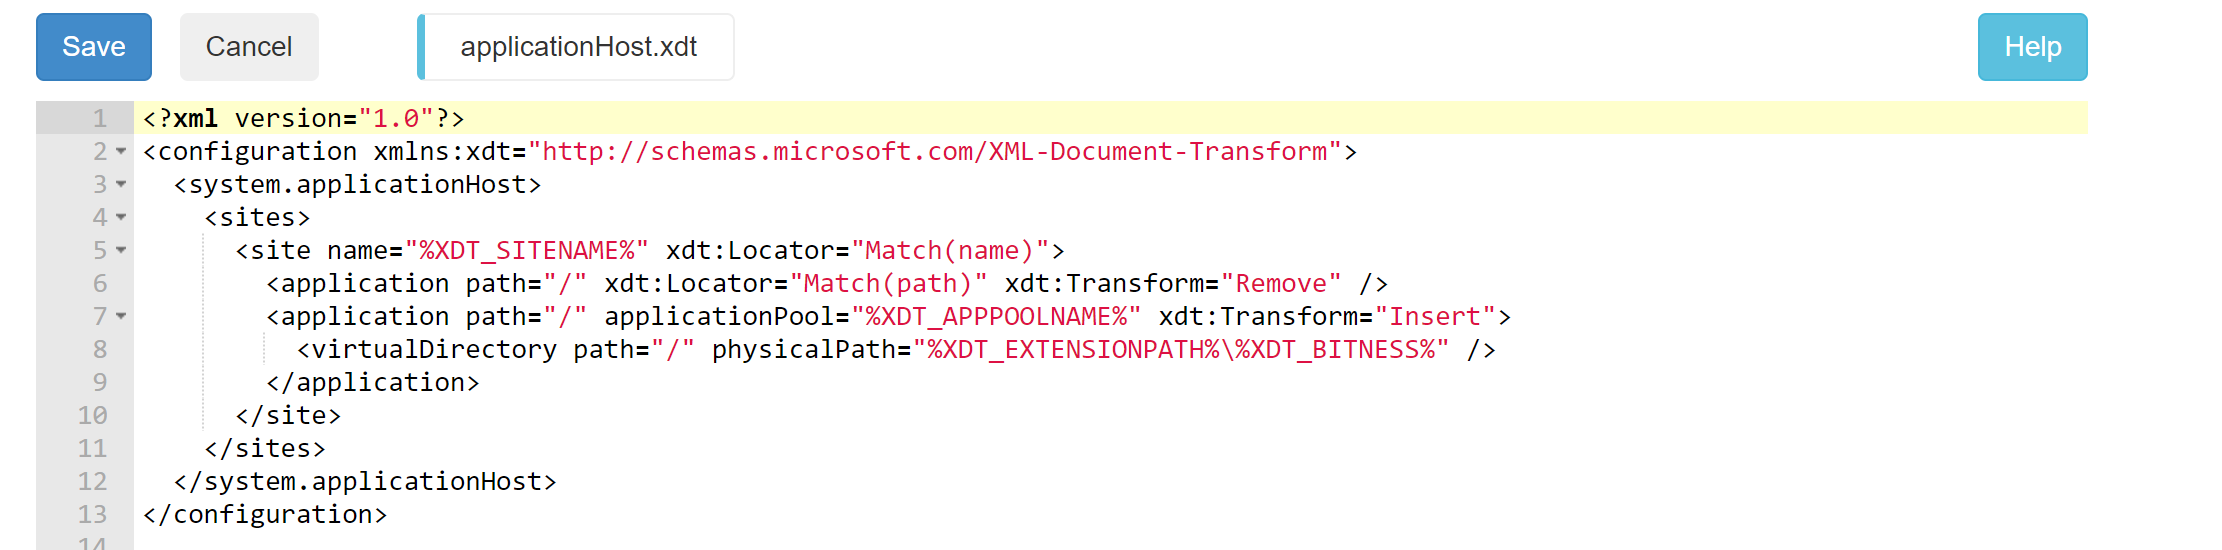 Save Cancel applicationHost.xdt Help
1 <?xml version="1.0"?>
2 <configuration xmlns:xdt="http://schemas.microsoft.com/XML-Document-Transform">
3 <system.applicationHost>
4 <sites>
5 <site name="%XDT_SITENAME%" xdt:Locator="Match(name)">
6 <application path="/" xdt:Locator="Match(path)" xdt:Transform="Remove" />
7 <application path="/" applicationPool="%XDT_APPPOOLNAME%" xdt:Transform="Insert">
8 <virtualDirectory path="/" physicalPath="%XDT_EXTENSIONPATH%\%XDT_BITNESS%" />
9 </application>
10 </site>
11 </sites>
12 </system.applicationHost>
13 </configuration>
14